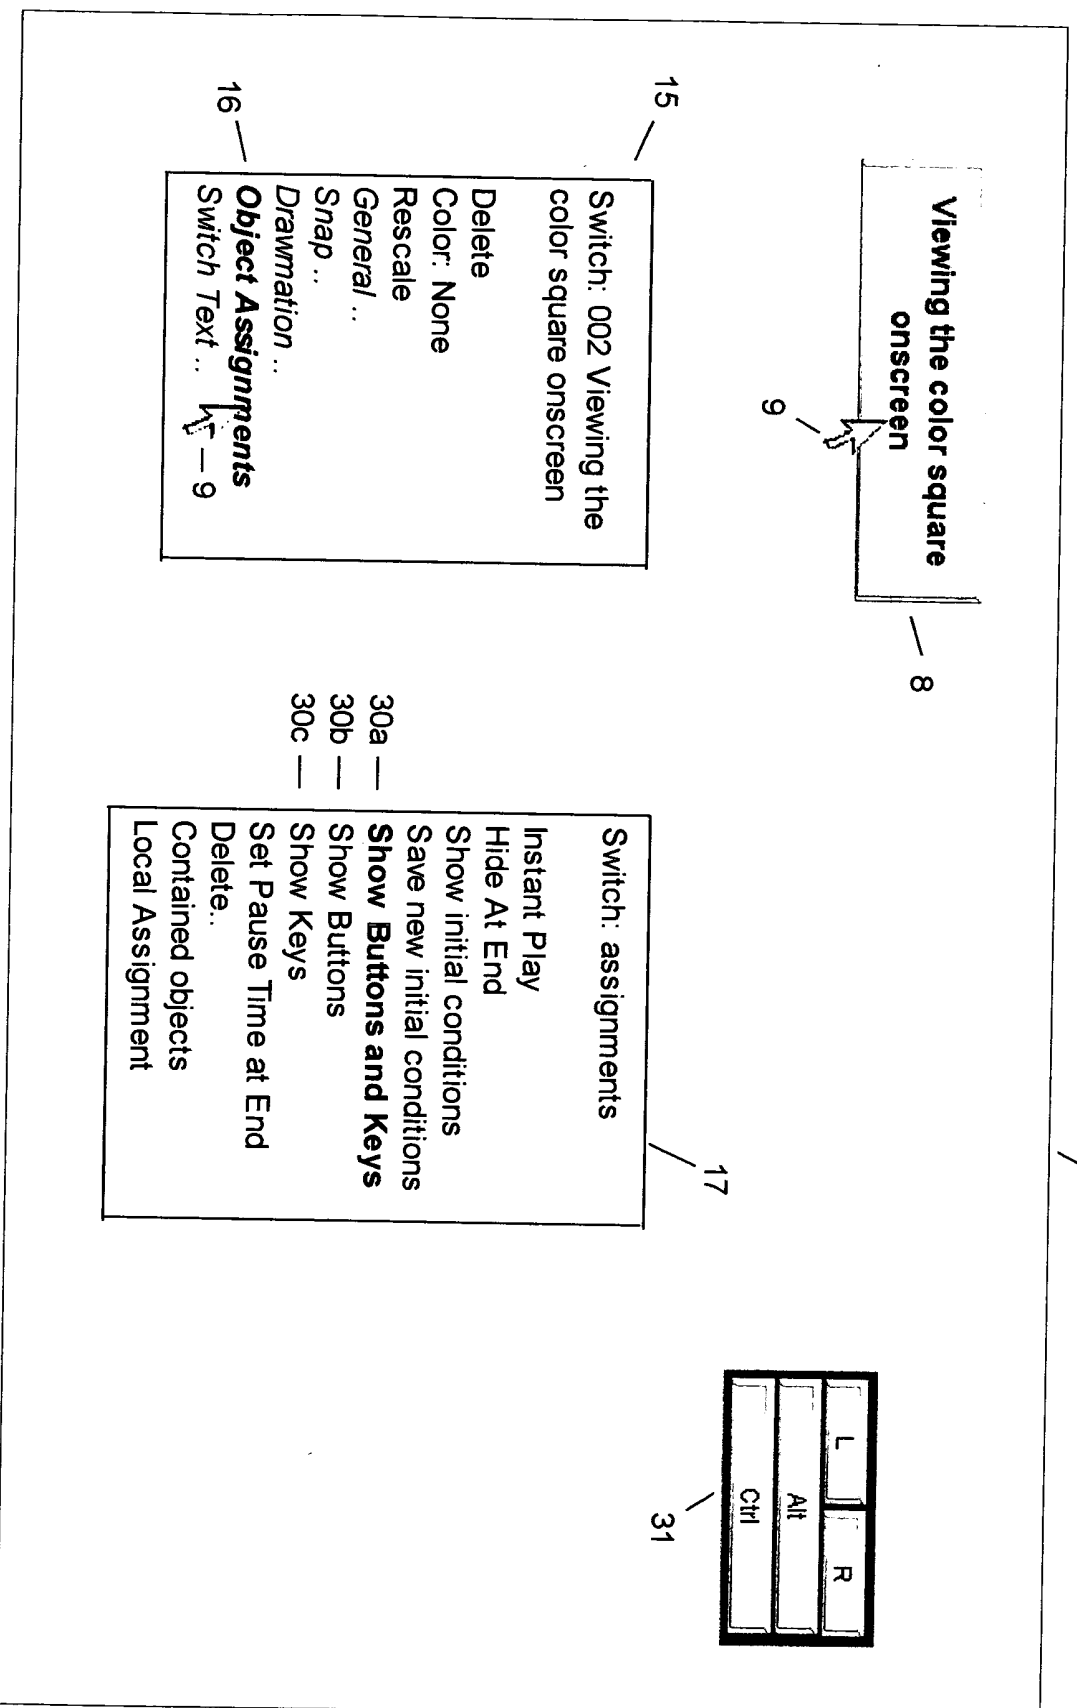 Viewing the color square
onscreen
8
9
15
Switch: 002 Viewing the
color square onscreen
Delete
Color: None
Rescale
General ..
Snap ..
Drawmation ..
16
Object Assignments
Switch Text ..
9
17
Switch: assignments
Instant Play
Hide At End
Show initial conditions
Save new initial conditions
30a
Show Buttons and Keys
30b
Show Buttons
30c
Show Keys
Set Pause Time at End
Delete..
Contained objects
Local Assignment
L
R
Alt
Ctrl
31